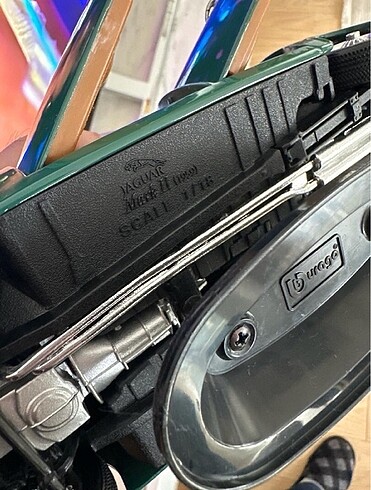 JAGUAR
Mark II (1959)
SCALE 1/18
Burago